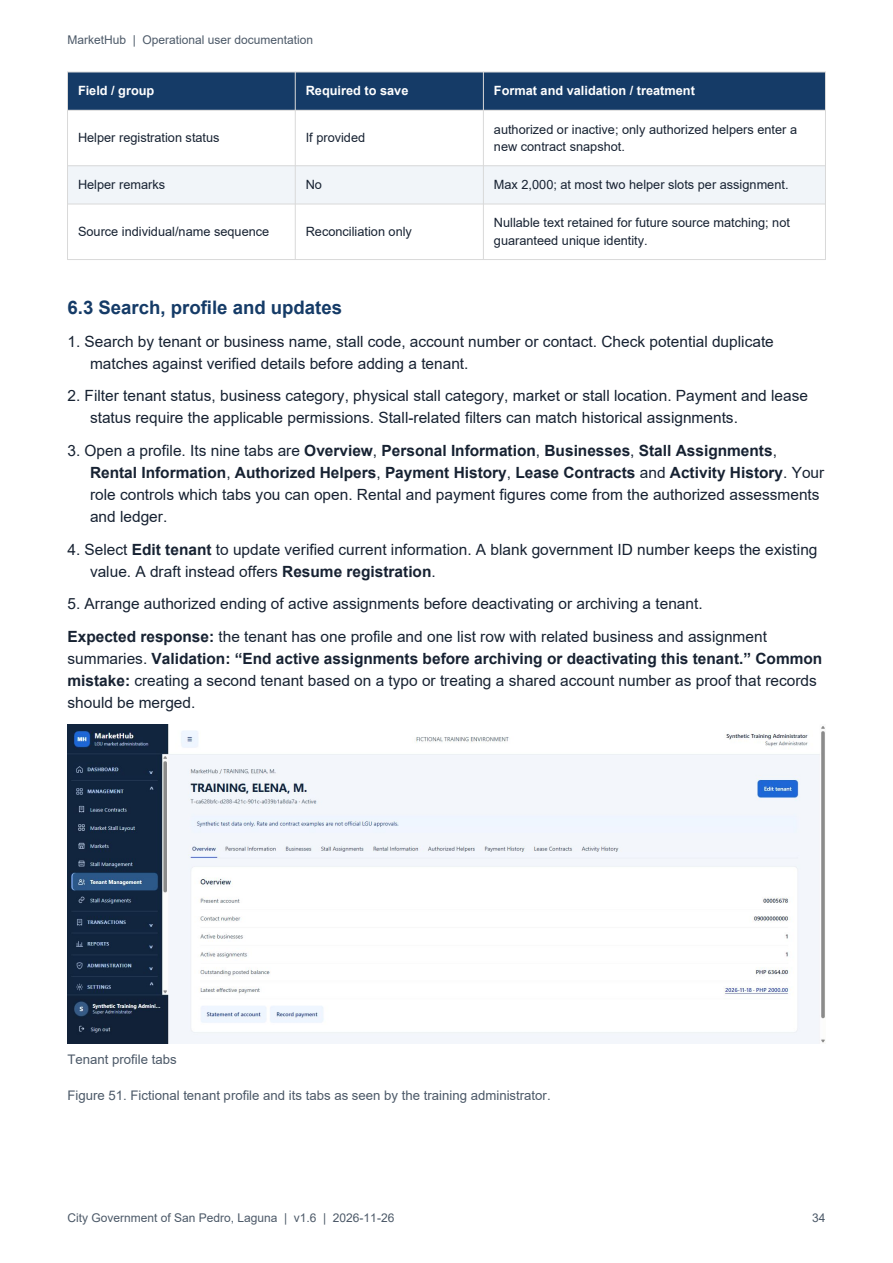 MarketHub | Operational user documentation
Field / group Required to save Format and validation / treatment
Helper registration status If provided authorized or inactive; only authorized helpers enter a
new contract snapshot.
Helper remarks No Max 2,000; at most two helper slots per assignment.
Source individual/name sequence Reconciliation only Nullable text retained for future source matching; not
guaranteed unique identity.
6.3 Search, profile and updates
1. Search by tenant or business name, stall code, account number or contact. Check potential duplicate
matches against verified details before adding a tenant.
2. Filter tenant status, business category, physical stall category, market or stall location. Payment and lease
status require the applicable permissions. Stall-related filters can match historical assignments.
3. Open a profile. Its nine tabs are Overview, Personal Information, Businesses, Stall Assignments,
Rental Information, Authorized Helpers, Payment History, Lease Contracts and Activity History. Your
role controls which tabs you can open. Rental and payment figures come from the authorized assessments
and ledger.
4. Select Edit tenant to update verified current information. A blank government ID number keeps the existing
value. A draft instead offers Resume registration.
5. Arrange authorized ending of active assignments before deactivating or archiving a tenant.
Expected response: the tenant has one profile and one list row with related business and assignment
summaries. Validation: “End active assignments before archiving or deactivating this tenant.” Common
mistake: creating a second tenant based on a typo or treating a shared account number as proof that records
should be merged.
MH MarketHub
LGU market administration
DASHBOARD
MANAGEMENT
Lease Contracts
Market Stall Layout
Markets
Stall Management
Tenant Management
Stall Assignments
TRANSACTIONS
REPORTS
ADMINISTRATION
SETTINGS
S Synthetic Training Admini...
Super Administrator
Sign out
FICTIONAL TRAINING ENVIRONMENT
Synthetic Training Administrator
Super Administrator
MarketHub / TRAINING, ELENA, M.
TRAINING, ELENA, M.
Active
Edit tenant
Synthetic test data only. Rate and contract examples are not official LGU approvals.
Overview Personal Information Businesses Stall Assignments Rental Information Authorized Helpers Payment History Lease Contracts Activity History
Overview
Present account 00005678
Contact number 09000000000
Active businesses 1
Active assignments 1
Outstanding posted balance PHP 6364.00
Latest effective payment 2026-11-18 · PHP 2000.00
Statement of account Record payment
Tenant profile tabs
Figure 51. Fictional tenant profile and its tabs as seen by the training administrator.
City Government of San Pedro, Laguna | v1.6 | 2026-11-26 34